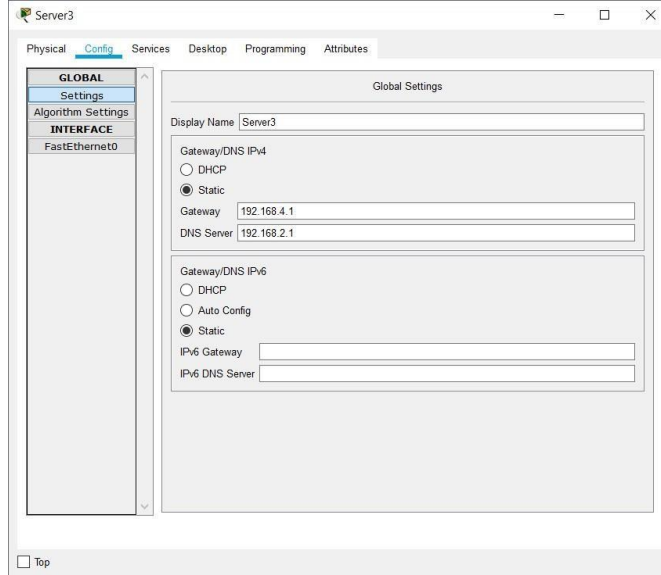 Server3
Physical Config Services Desktop Programming Attributes
GLOBAL
Settings
Algorithm Settings
INTERFACE
FastEthernet0
Global Settings
Display Name Server3
Gateway/DNS IPv4
DHCP
Static
Gateway 192.168.4.1
DNS Server 192.168.2.1
Gateway/DNS IPv6
DHCP
Auto Config
Static
IPv6 Gateway
IPv6 DNS Server
Top